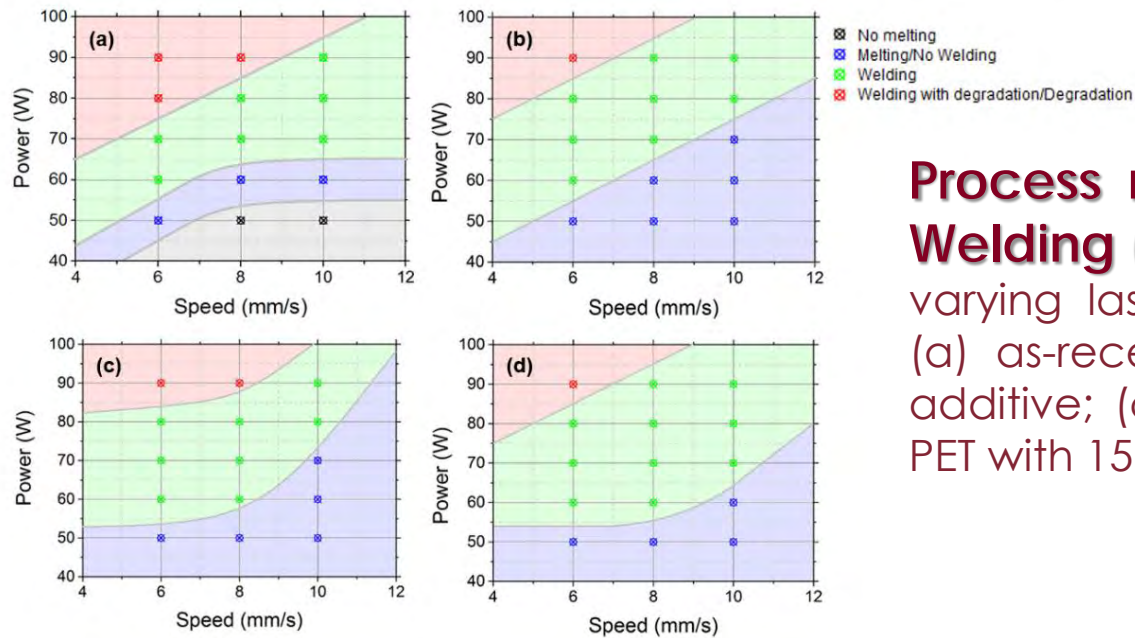 (a)
100
90
80
70
60
50
40
Power (W)
4 6 8 10 12
Speed (mm/s)
(b)
100
90
80
70
60
50
40
Power (W)
4 6 8 10 12
Speed (mm/s)
No melting
Melting/No Welding
Welding
Welding with degradation/Degradation
Process
Welding
varying las
(a) as-rece
additive; (
PET with 15
(c)
100
90
80
70
60
50
40
Power (W)
4 6 8 10 12
Speed (mm/s)
(d)
100
90
80
70
60
50
40
Power (W)
4 6 8 10 12
Speed (mm/s)